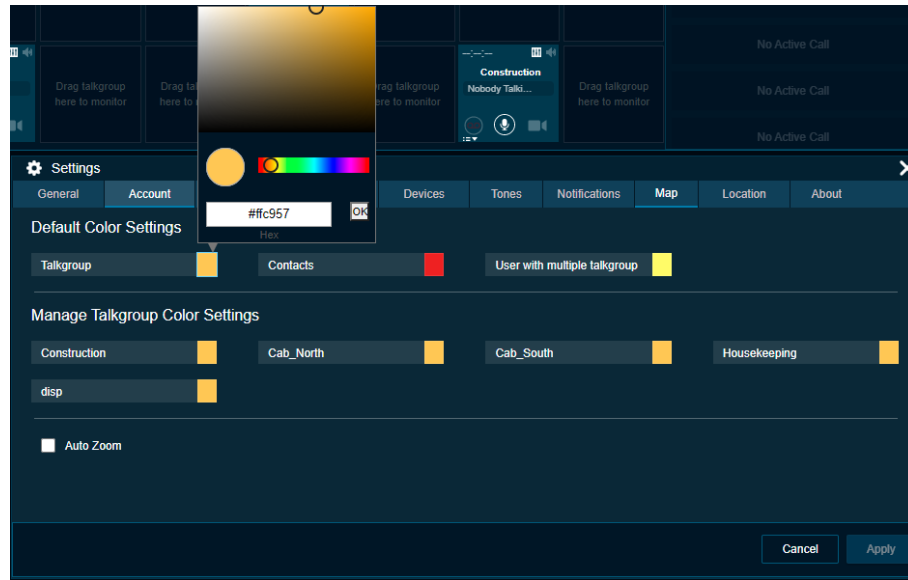 No Active Call
--:--:--
Construction
Drag talkgroup
here to monitor
Drag tal
here to
rag talkgroup
ere to monitor
Nobody Talki...
Drag talkgroup
here to monitor
No Active Call
No Active Call
Settings
General Account Devices Tones Notifications Map Location About
#ffc957 OK
Hex
Default Color Settings
Talkgroup Contacts User with multiple talkgroup
Manage Talkgroup Color Settings
Construction Cab_North Cab_South Housekeeping
disp
Auto Zoom
Cancel Apply